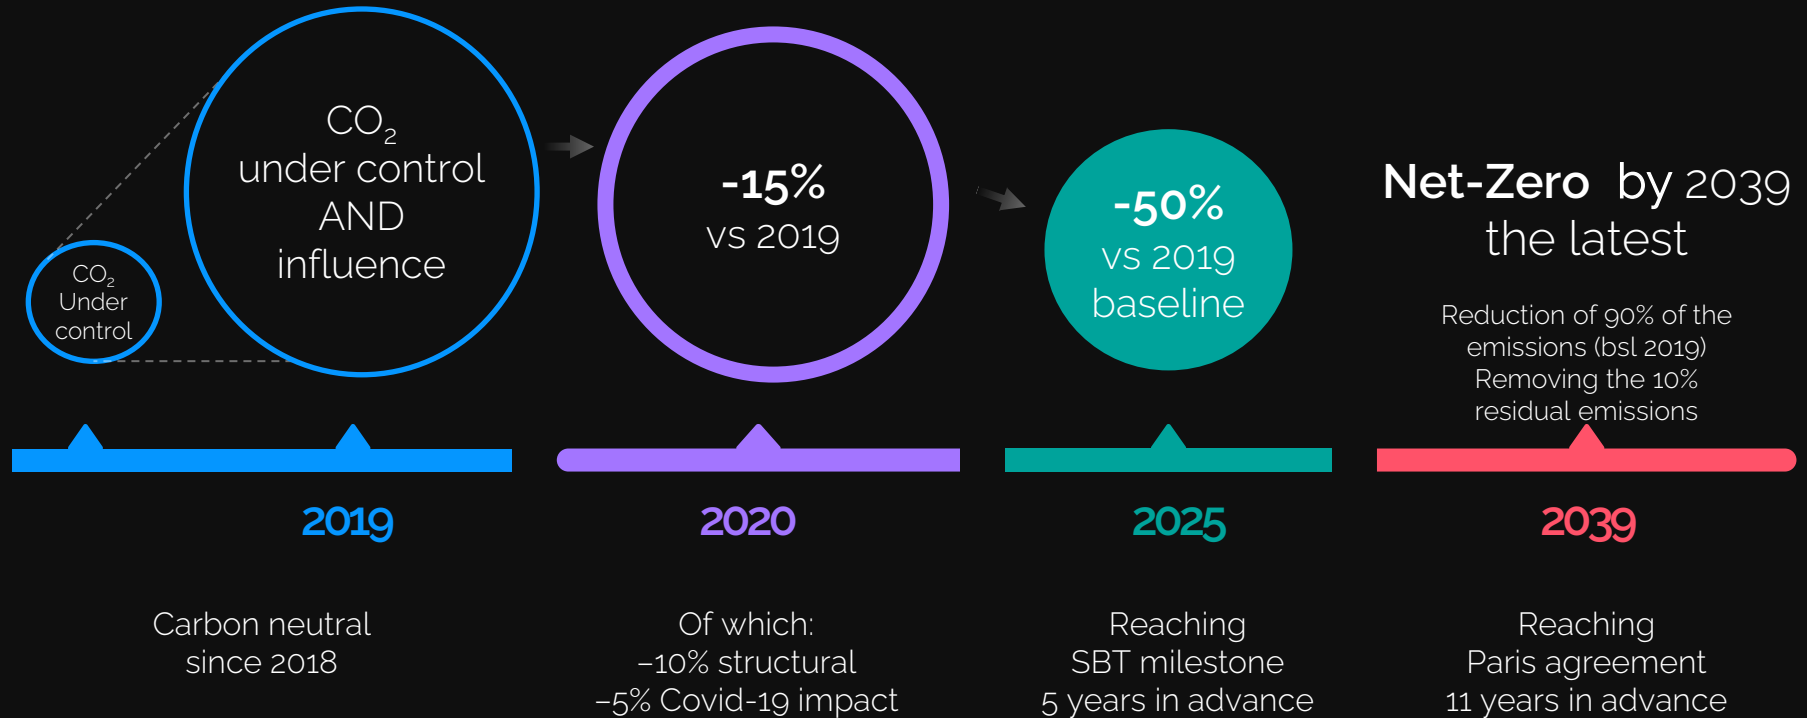 CO₂
Under
control
CO₂
under control
AND
influence
-15%
vs 2019
-50%
vs 2019
baseline
Net-Zero by 2039
the latest
Reduction of 90% of the
emissions (bsl 2019)
Removing the 10%
residual emissions
2019
2020
2025
2039
Carbon neutral
since 2018
Of which:
–10% structural
–5% Covid-19 impact
Reaching
SBT milestone
5 years in advance
Reaching
Paris agreement
11 years in advance